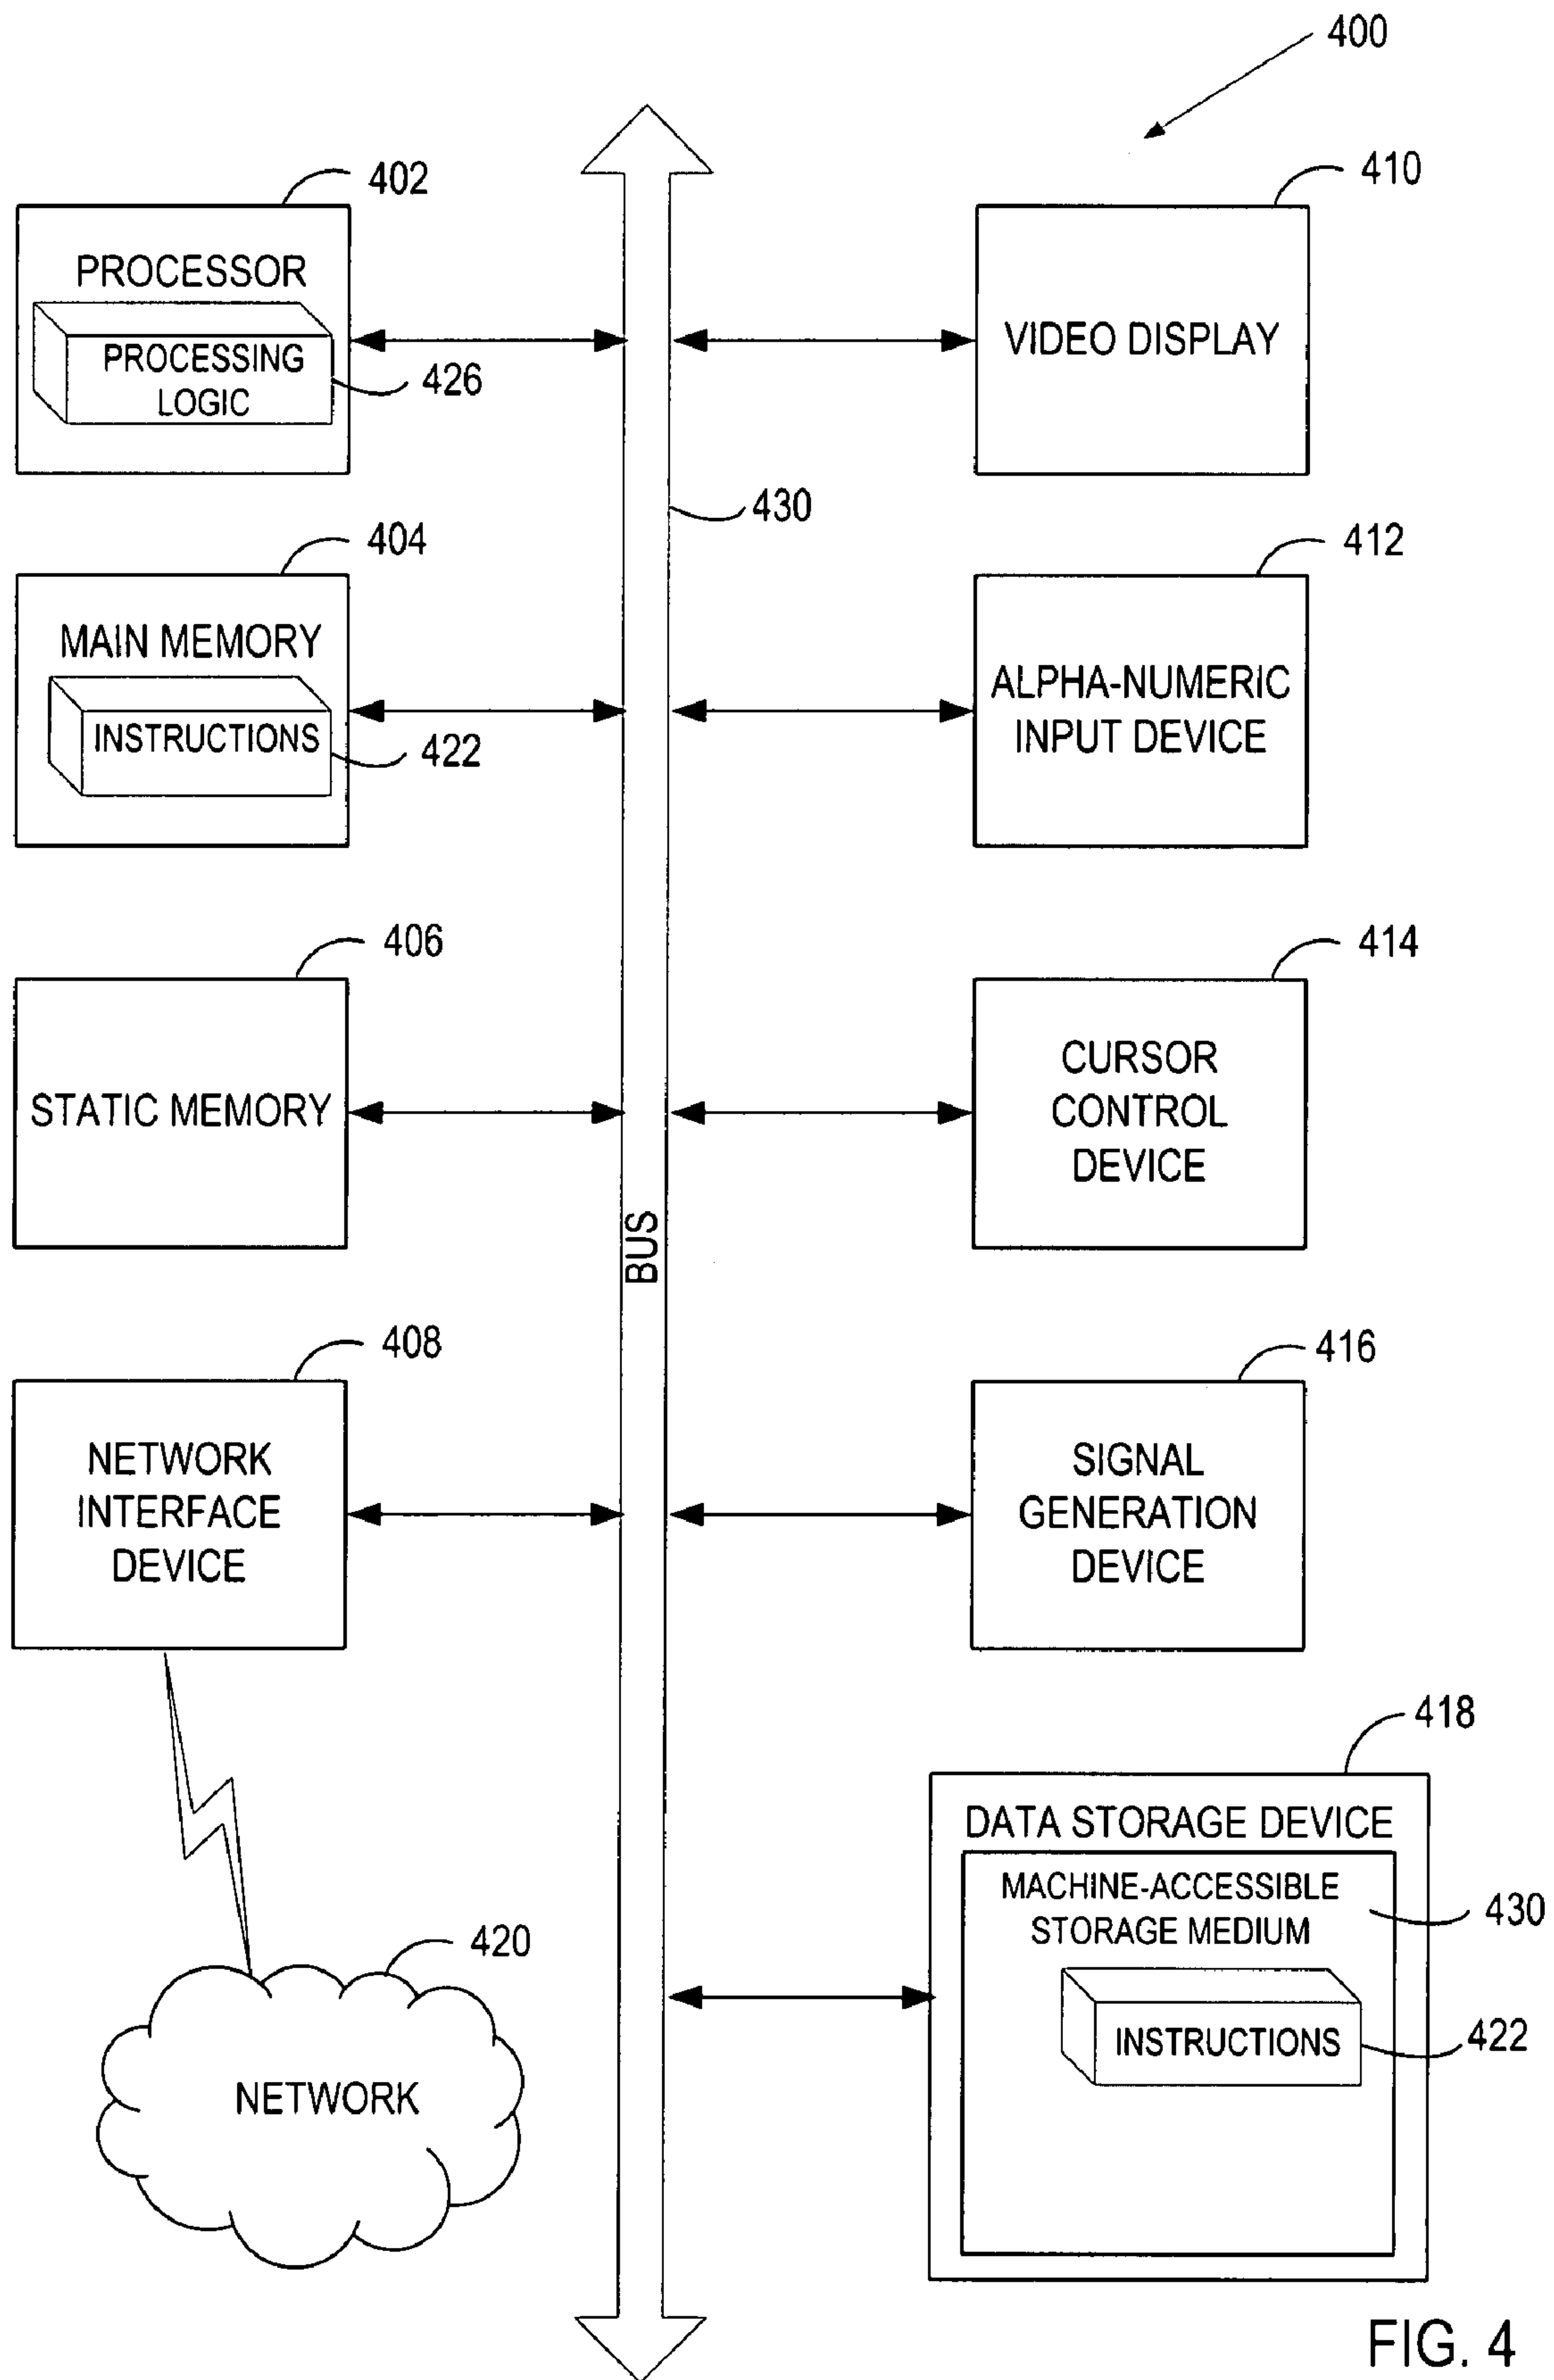 400
402
PROCESSOR
PROCESSING
LOGIC
426
410
VIDEO DISPLAY
430
404
MAIN MEMORY
INSTRUCTIONS
422
412
ALPHA-NUMERIC
INPUT DEVICE
406
STATIC MEMORY
414
CURSOR
CONTROL
DEVICE
BUS
408
NETWORK
INTERFACE
DEVICE
416
SIGNAL
GENERATION
DEVICE
418
DATA STORAGE DEVICE
MACHINE-ACCESSIBLE
STORAGE MEDIUM
430
INSTRUCTIONS
422
420
NETWORK
FIG. 4